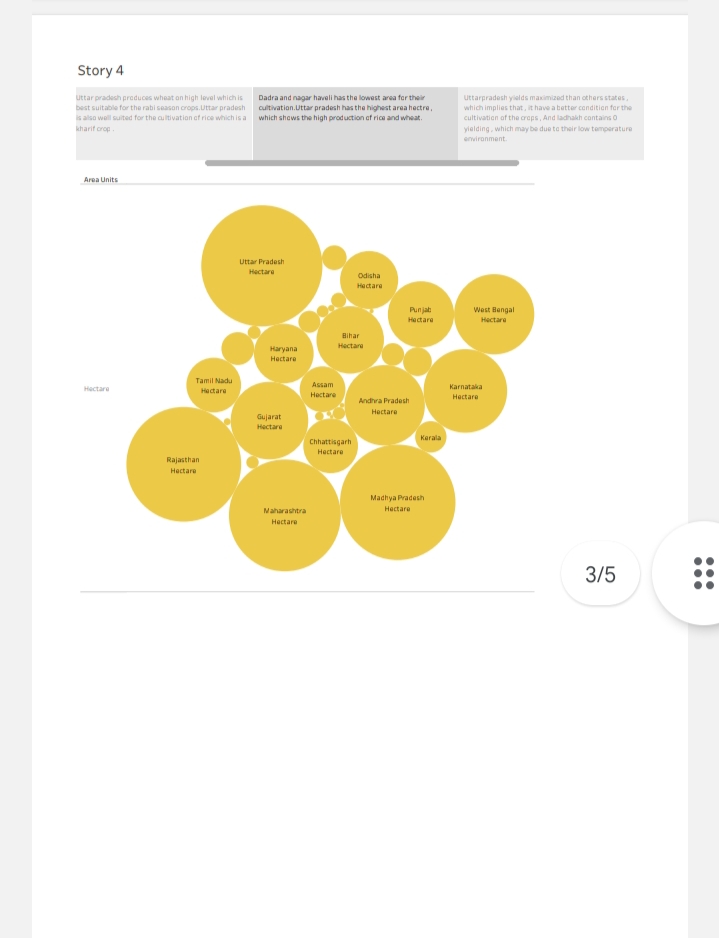 Story 4
Uttar pradesh produces wheat on high level which is
best suitable for the rabi season crops.Uttar pradesh
is also well suited for the cultivation of rice which is a
kharif crop .
Dadra and nagar haveli has the lowest area for their
cultivation.Uttar pradesh has the highest area hectre ,
which shows the high production of rice and wheat.
Uttarpradesh yields maximized than others states ,
which implies that , it have a better condition for the
cultivation of the crops , And ladhakh contains 0
yielding , which may be due to their low temperature
environment.
Area Units
Hectare
Uttar Pradesh
Hectare
Odisha
Hectare
Punjab
Hectare
West Bengal
Hectare
Bihar
Hectare
Haryana
Hectare
Tamil Nadu
Hectare
Assam
Hectare
Karnataka
Hectare
Andhra Pradesh
Hectare
Gujarat
Hectare
Chhattisgarh
Hectare
Kerala
Rajasthan
Hectare
Maharashtra
Hectare
Madhya Pradesh
Hectare
3/5